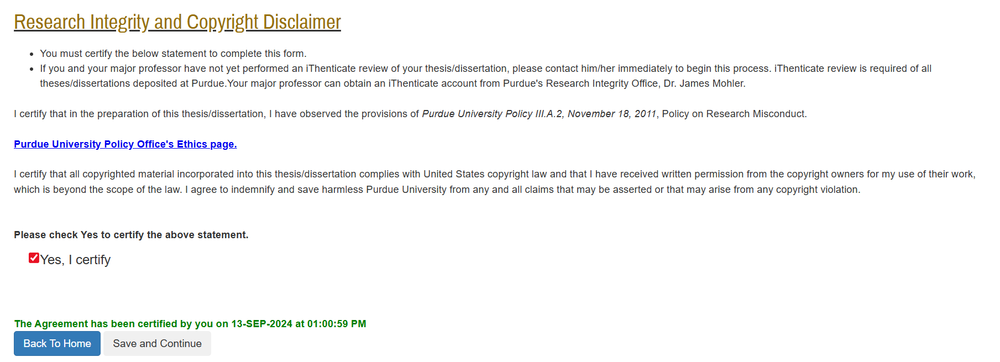 Research Integrity and Copyright Disclaimer
• You must certify the below statement to complete this form.
• If you and your major professor have not yet performed an iThenticate review of your thesis/dissertation, please contact him/her immediately to begin this process. iThenticate review is required of all
theses/dissertations deposited at Purdue.Your major professor can obtain an iThenticate account from Purdue's Research Integrity Office, Dr. James Mohler.
I certify that in the preparation of this thesis/dissertation, I have observed the provisions of Purdue University Policy III.A.2, November 18, 2011, Policy on Research Misconduct.
Purdue University Policy Office's Ethics page.
I certify that all copyrighted material incorporated into this thesis/dissertation complies with United States copyright law and that I have received written permission from the copyright owners for my use of their work,
which is beyond the scope of the law. I agree to indemnify and save harmless Purdue University from any and all claims that may be asserted or that may arise from any copyright violation.
Please check Yes to certify the above statement.
Yes, I certify
The Agreement has been certified by you on 13-SEP-2024 at 01:00:59 PM
Back To Home Save and Continue